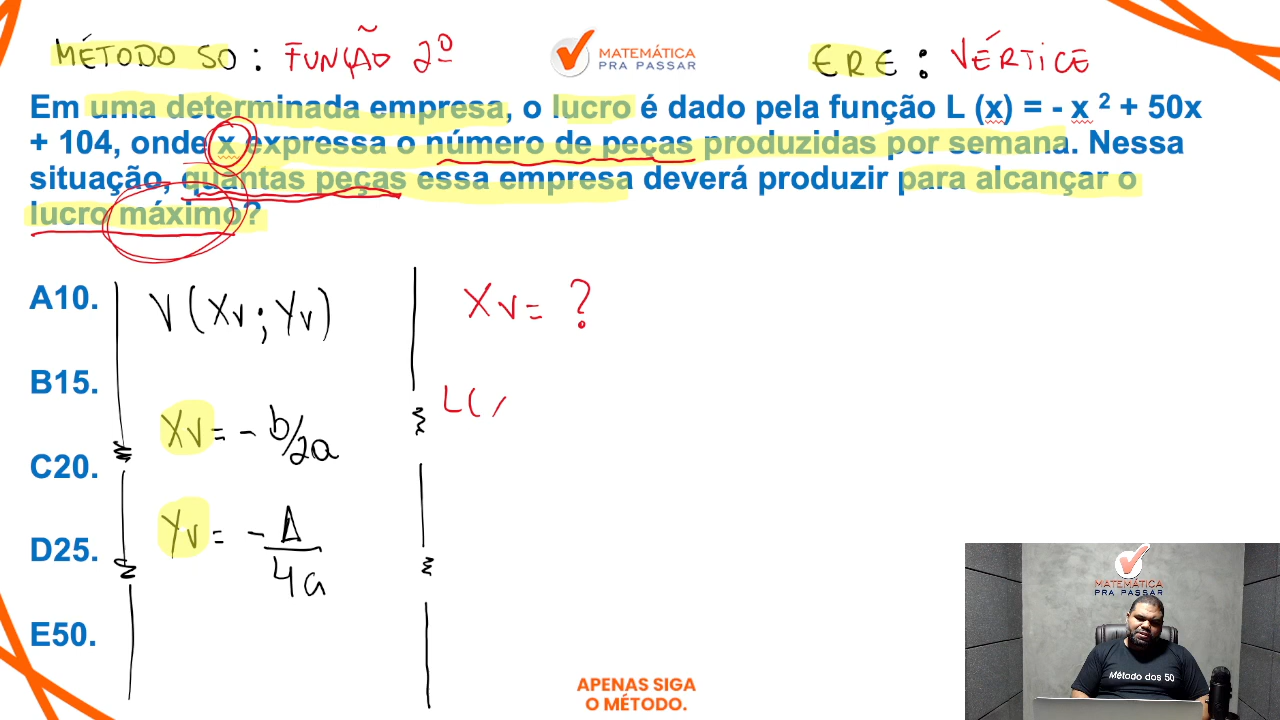 MÉTODO 50 : FUNÇÃO 2º
MATEMÁTICA
PRA PASSAR
ERE : VÉRTICE
Em uma determinada empresa, o lucro é dado pela função L (x) = - x ² + 50x
+ 104, onde x expressa o número de peças produzidas por semana. Nessa
situação, quantas peças essa empresa deverá produzir para alcançar o
lucro máximo?
A10.
V(Xv; Yv)
Xv = ?
B15.
L(
Xv = - b/2a
C20.
Yv = - Δ/4a
D25.
E50.
MATEMÁTICA
PRA PASSAR
Método dos 50
APENAS SIGA
O MÉTODO.